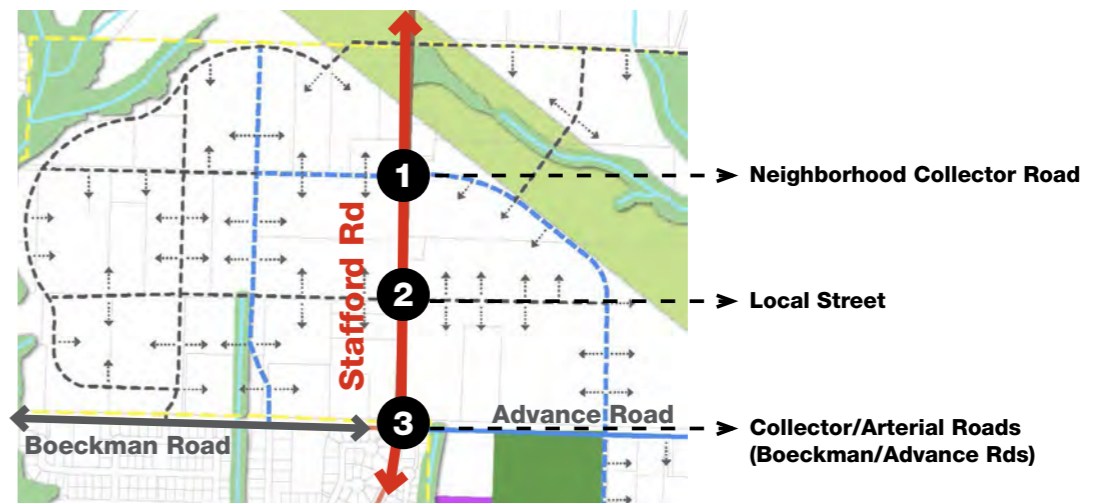 1
Neighborhood Collector Road
Stafford Rd
2
Local Street
3
Advance Road
Boeckman Road
Collector/Arterial Roads
(Boeckman/Advance Rds)